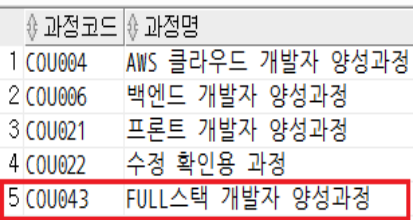 과정코드 과정명
1 COU004 AWS 클라우드 개발자 양성과정
2 COU006 백엔드 개발자 양성과정
3 COU021 프론트 개발자 양성과정
4 COU022 수정 확인용 과정
5 COU043 FULL스택 개발자 양성과정